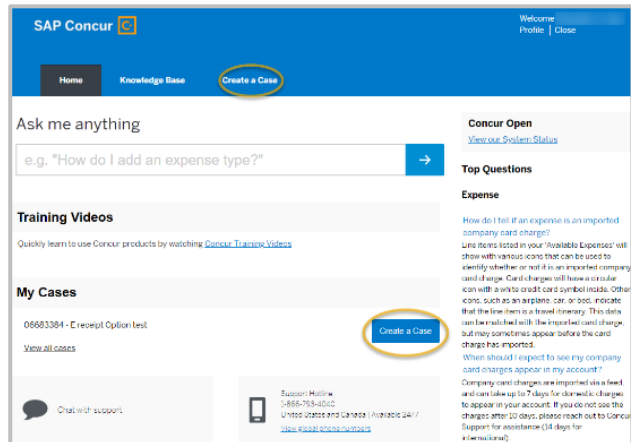 SAP Concur C
Welcome
Profile | Close
Home Knowledge Base Create a Case
Ask me anything
e.g. "How do I add an expense type?"
Training Videos
Quickly learn to use Concur products by watching Concur Training Videos
My Cases
06683384 - E receipt Option test
Create a Case
View all cases
Chat with support
Support Hotline
1-866-793-4040
United States and Canada | Available 24/7
View global phone numbers
Concur Open
View our System Status
Top Questions
Expense
How do I tell if an expense is an imported
company card charge?
Line items listed in your 'Available Expenses' will
show with various icons that can be used to
identify whether or not it is an imported company
card charge. Card charges will have a circular
icon with a white credit card symbol inside. Other
icons, such as an airplane, car, or bed, indicate
that the line item is a travel itinerary. This data
can be matched with the imported card charge,
but may sometimes appear before the card
charge has imported.
When should I expect to see my company
card charges appear in my account?
Company card charges are imported via a feed,
and can take up to 7 days for domestic charges
to appear in your account. If you do not see the
charges after 10 days, please reach out to Concur
Support for assistance (14 days for
international).